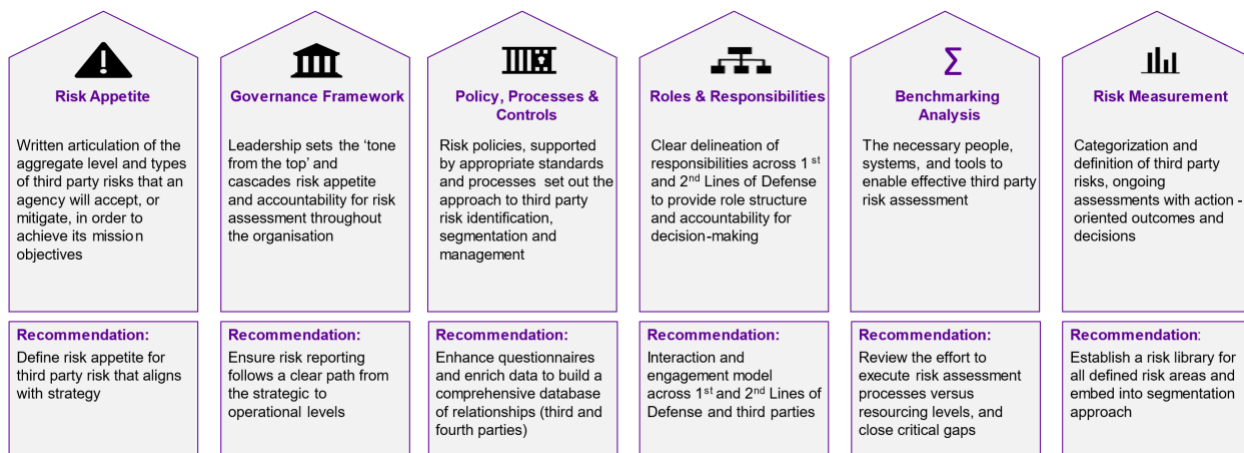 Risk Appetite
Written articulation of the
aggregate level and types
of third party risks that an
agency will accept, or
mitigate, in order to
achieve its mission
objectives
Governance Framework
Leadership sets the ‘tone
from the top’ and
cascades risk appetite
and accountability for risk
assessment throughout
the organisation
Policy, Processes &
Controls
Risk policies, supported
by appropriate standards
and processes set out the
approach to third party
risk identification,
segmentation and
management
Roles & Responsibilities
Clear delineation of
responsibilities across 1st
and 2nd Lines of Defense
to provide role structure
and accountability for
decision-making
Σ
Benchmarking
Analysis
The necessary people,
systems, and tools to
enable effective third party
risk assessment
Risk Measurement
Categorization and
definition of third party
risks, ongoing
assessments with action -
oriented outcomes and
decisions
Recommendation:
Define risk appetite for
third party risk that aligns
with strategy
Recommendation:
Ensure risk reporting
follows a clear path from
the strategic to
operational levels
Recommendation:
Enhance questionnaires
and enrich data to build a
comprehensive database
of relationships (third and
fourth parties)
Recommendation:
Interaction and
engagement model
across 1st and 2nd Lines of
Defense and third parties
Recommendation:
Review the effort to
execute risk assessment
processes versus
resourcing levels, and
close critical gaps
Recommendation:
Establish a risk library for
all defined risk areas and
embed into segmentation
approach